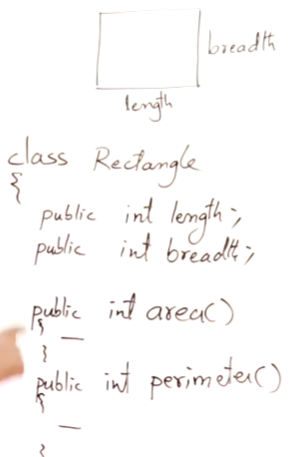 breadth
length
class Rectangle
{
public int length;
public int breadth;
public int area()
{
—
}
public int perimeter()
{
—
}